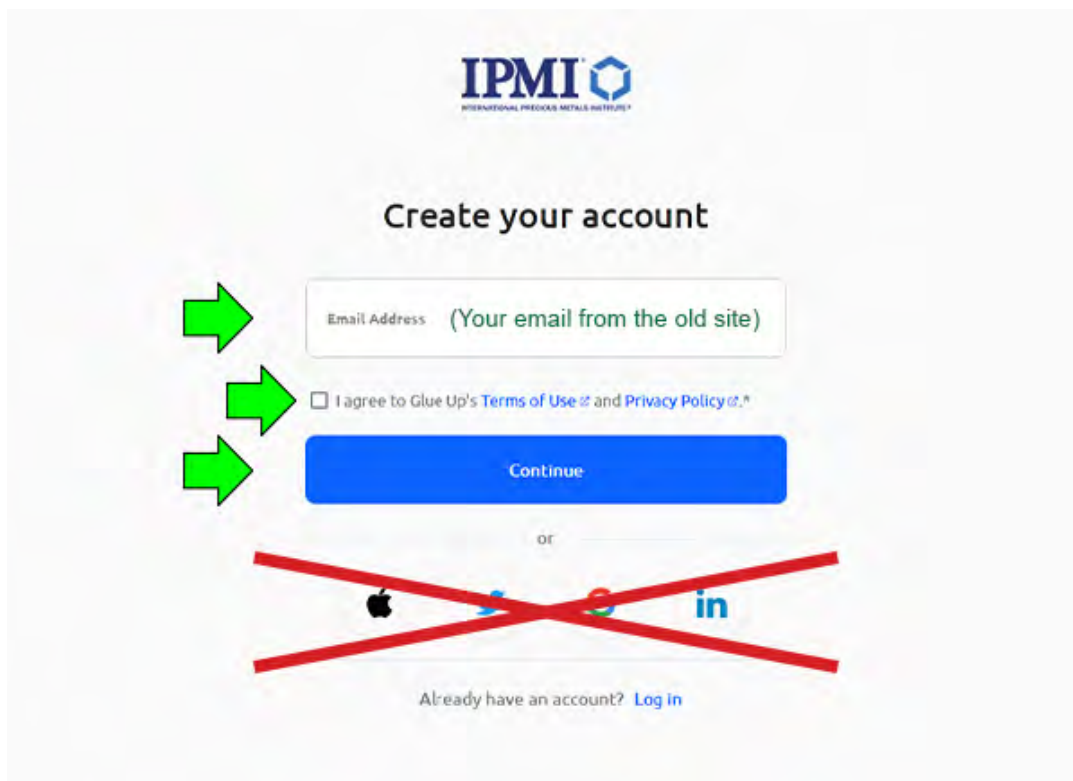 IPMI
INTERNATIONAL PRECIOUS METALS INSTITUTE
Create your account
Email Address (Your email from the old site)
I agree to Glue Up's Terms of Use and Privacy Policy.*
Continue
or
in
Already have an account? Log in